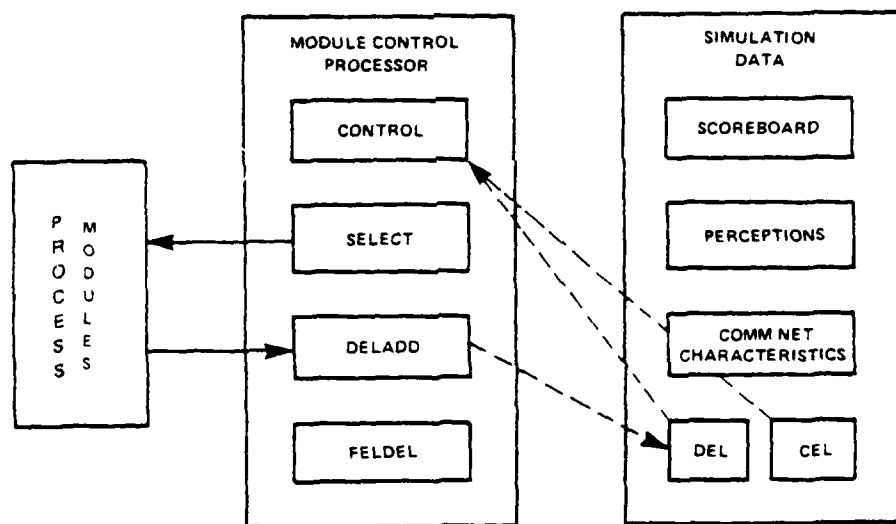 PROCESS
MODULES
MODULE CONTROL
PROCESSOR
CONTROL
SELECT
DELADD
FELDEL
SIMULATION
DATA
SCOREBOARD
PERCEPTIONS
COMM NET
CHARACTERISTICS
DEL
CEL